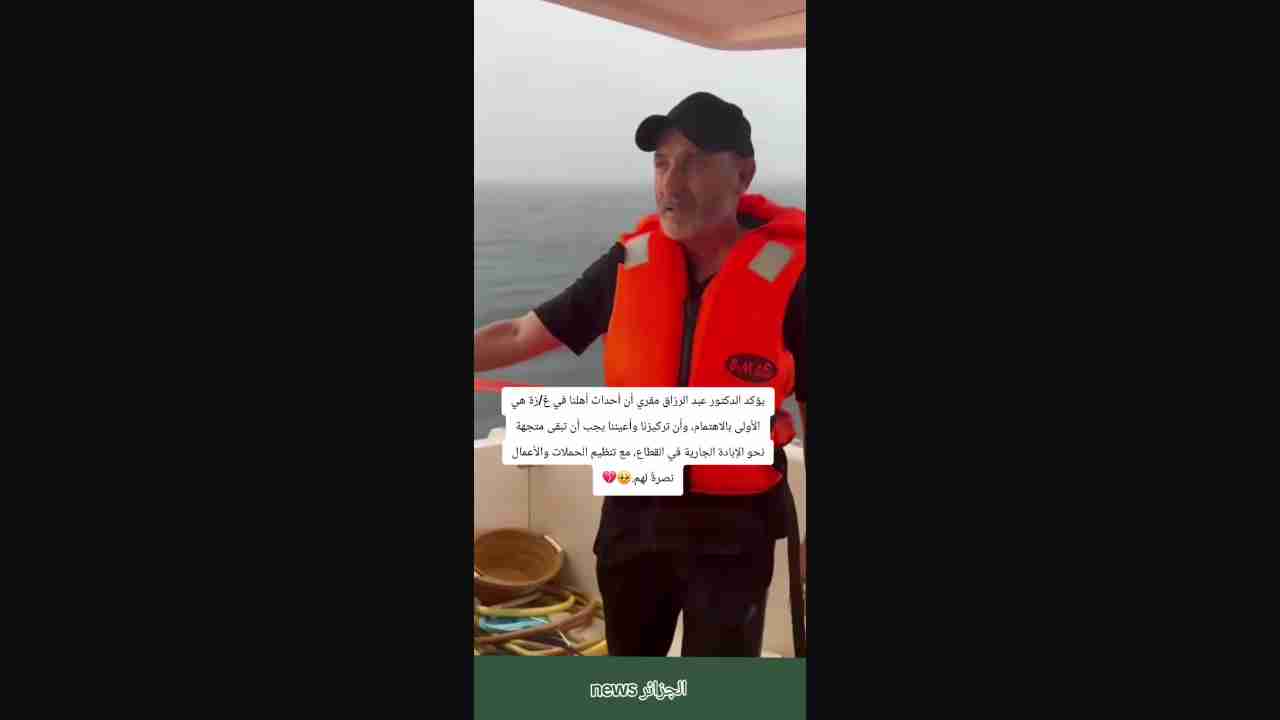 يؤكد الدكتور عبد الرزاق مقري أن أحداث أهلنا في غ/زة هي
الأولى بالاهتمام، وأن تركيزنا وأعيننا يجب أن تبقى متجهة
نحو الإبادة الجارية في القطاع، مع تنظيم الحملات والأعمال
نصرة لهم.🥹💔
الجزائر news